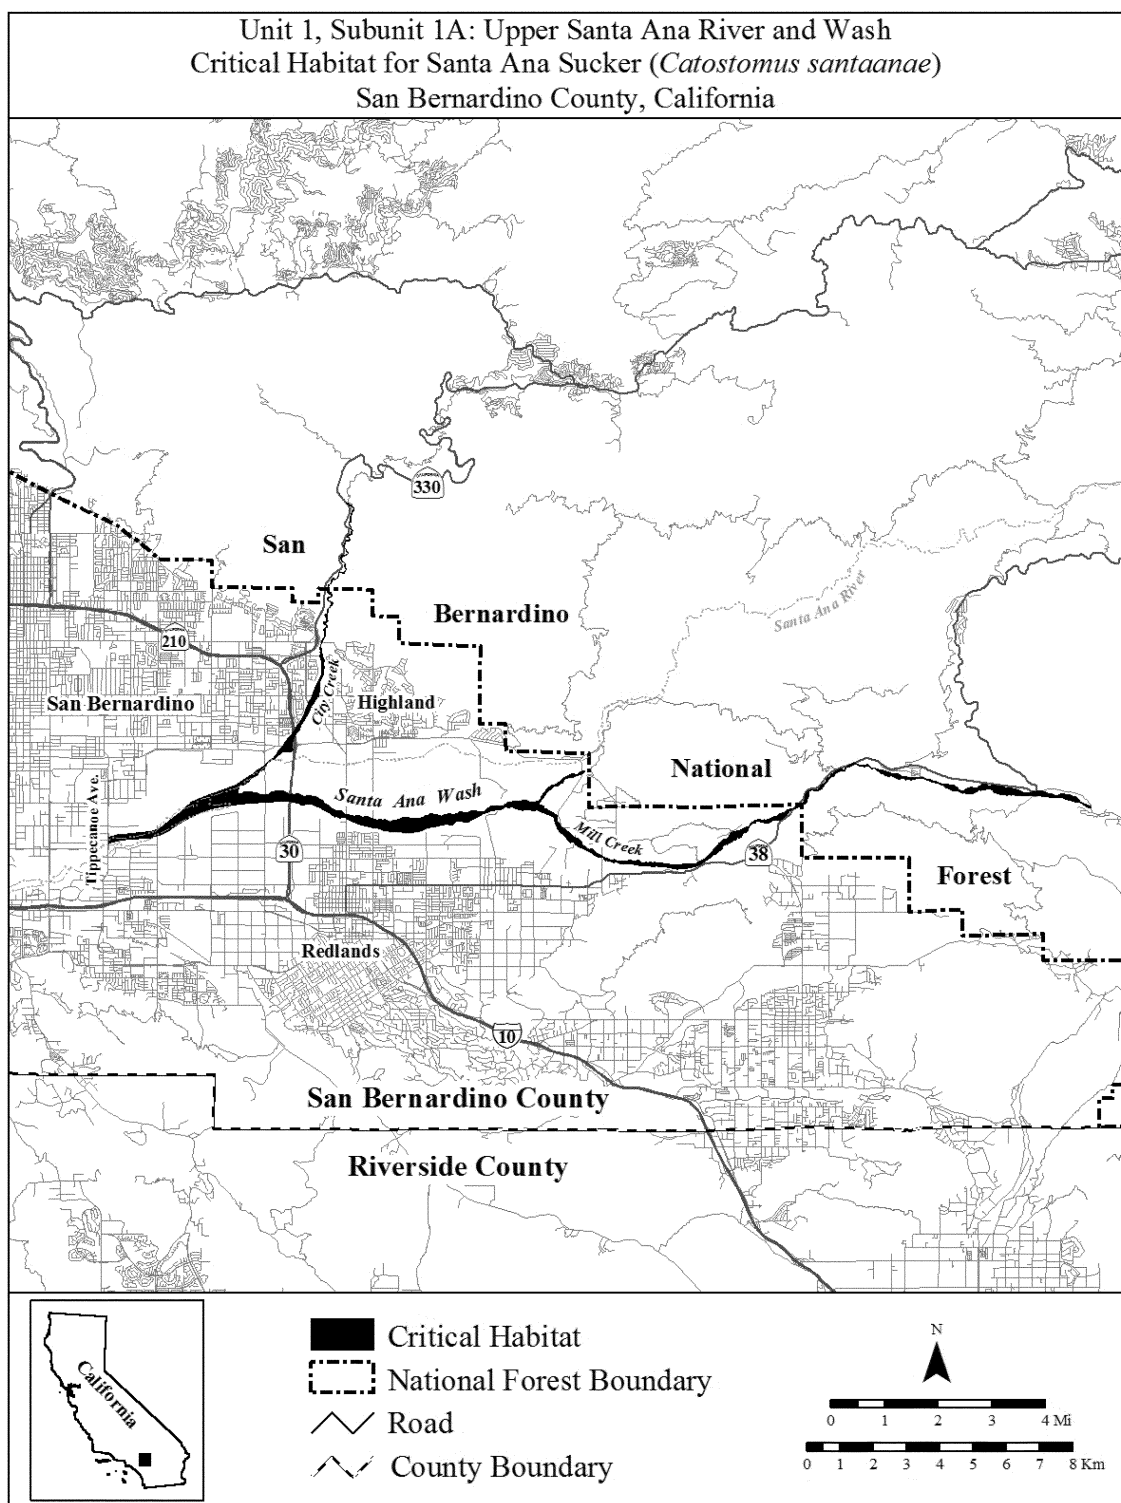 Unit 1, Subunit 1A: Upper Santa Ana River and Wash
Critical Habitat for Santa Ana Sucker (Catostomus santaanae)
San Bernardino County, California
CALIFORNIA
330
San
Bernardino
Santa Ana River
210
San Bernardino
City Creek
Highland
National
Tippecanoe Ave.
Santa Ana Wash
Mill Creek
30
38
Forest
Redlands
10
San Bernardino County
Riverside County
California
Critical Habitat
National Forest Boundary
Road
County Boundary
N
0 1 2 3 4 Mi
0 1 2 3 4 5 6 7 8 Km